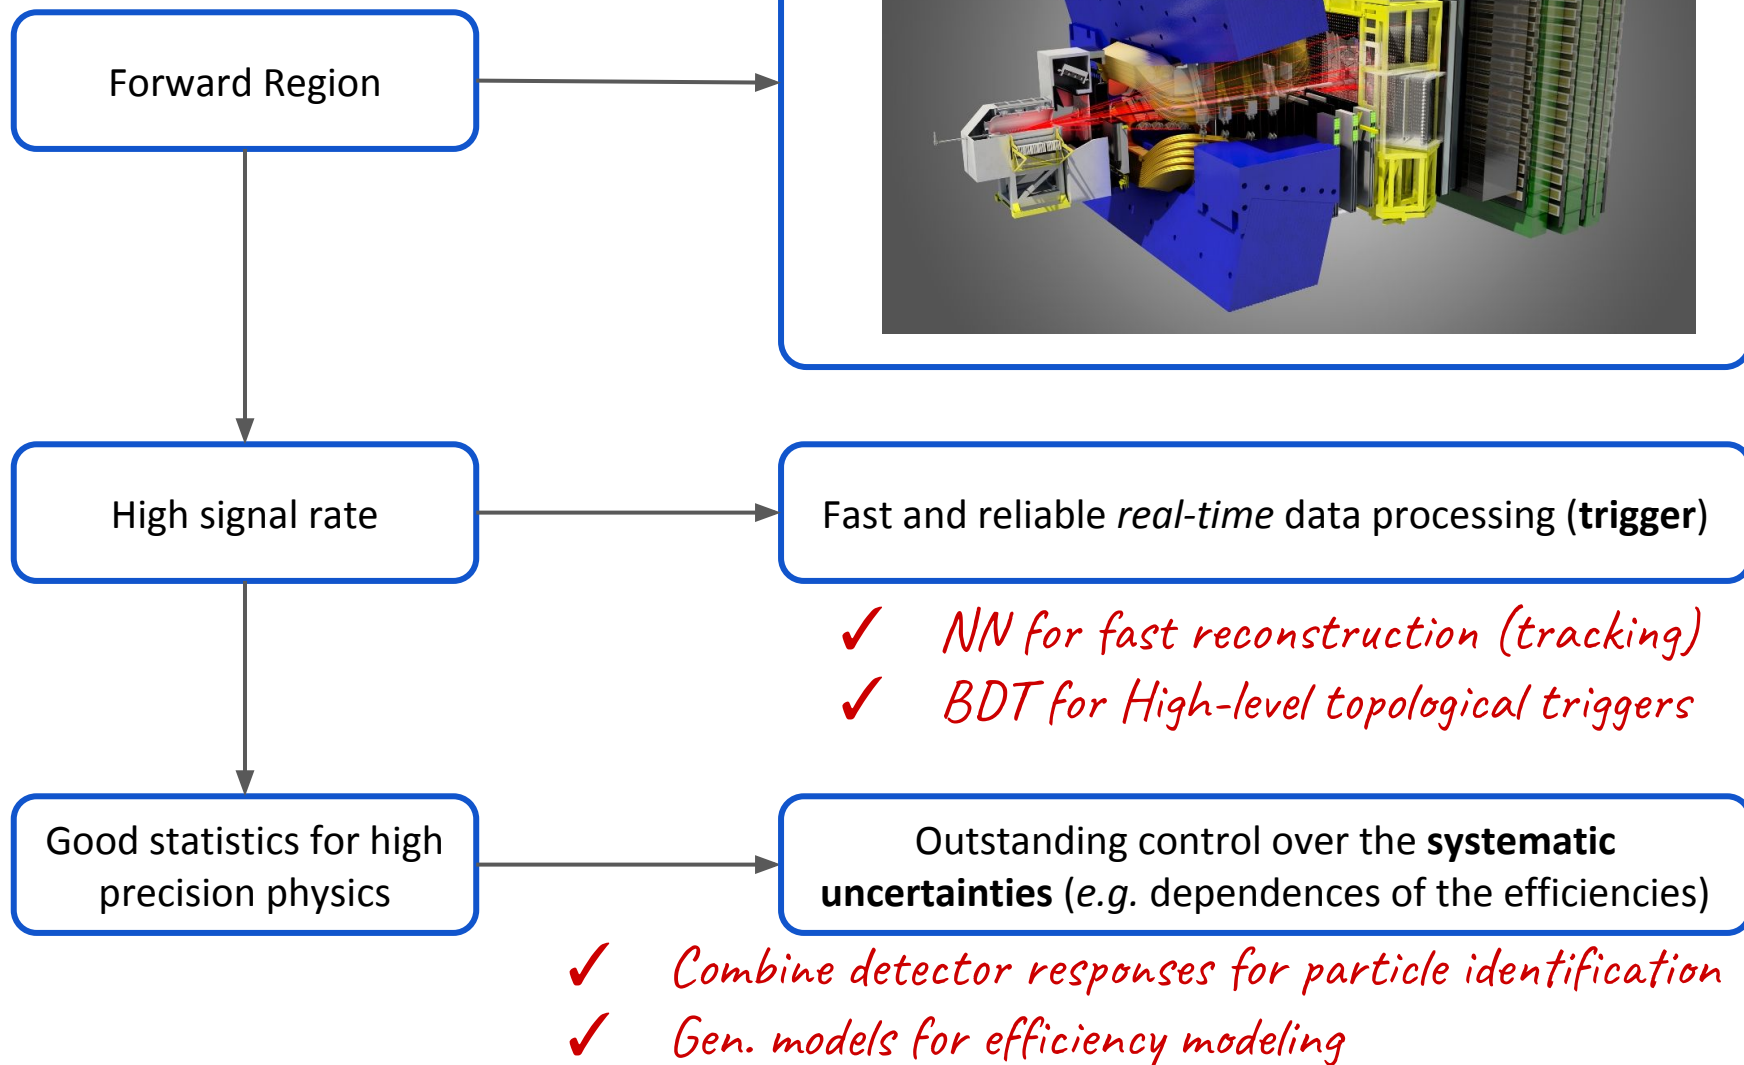 Forward Region
High signal rate
Fast and reliable real-time data processing (trigger)
✓ NN for fast reconstruction (tracking)
✓ BDT for High-level topological triggers
Good statistics for high
precision physics
Outstanding control over the systematic
uncertainties (e.g. dependences of the efficiencies)
✓ Combine detector responses for particle identification
✓ Gen. models for efficiency modeling